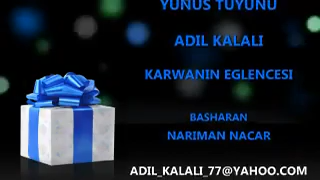 YUNUS TUYUNU
ADIL KALALI
KARWANIN EGLENCESI
BASHARAN
NARIMAN NACAR
ADIL_KALALI_77@YAHOO.COM